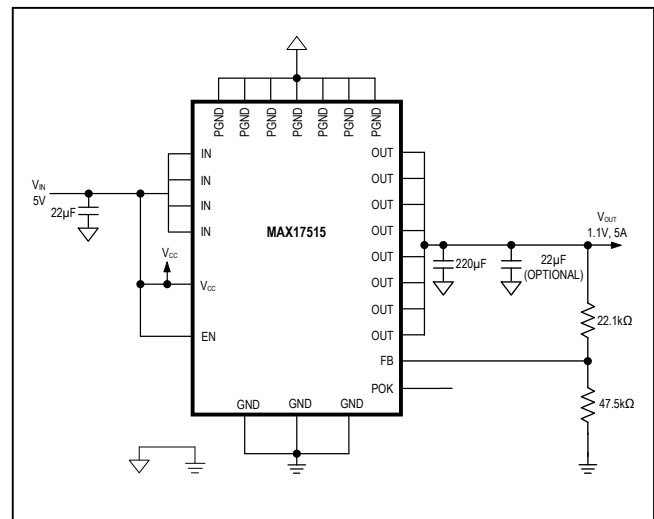 PGND
PGND
PGND
PGND
PGND
PGND
PGND
IN
IN
IN
IN
VCC
EN
MAX17515
OUT
OUT
OUT
OUT
OUT
OUT
OUT
OUT
FB
POK
GND
GND
GND
VIN
5V
22µF
VCC
220µF
22µF
(OPTIONAL)
VOUT
1.1V, 5A
22.1kΩ
47.5kΩ